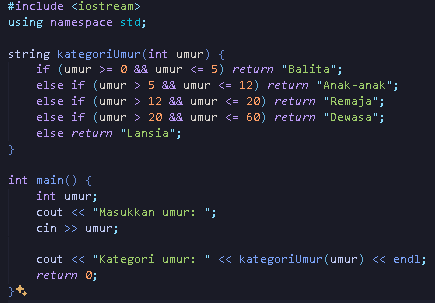 #include <iostream>
using namespace std;
string kategoriUmur(int umur) {
if (umur >= 0 && umur <= 5) return "Balita";
else if (umur > 5 && umur <= 12) return "Anak-anak";
else if (umur > 12 && umur <= 20) return "Remaja";
else if (umur > 20 && umur <= 60) return "Dewasa";
else return "Lansia";
}
int main() {
int umur;
cout << "Masukkan umur: ";
cin >> umur;
cout << "Kategori umur: " << kategoriUmur(umur) << endl;
return 0;
}